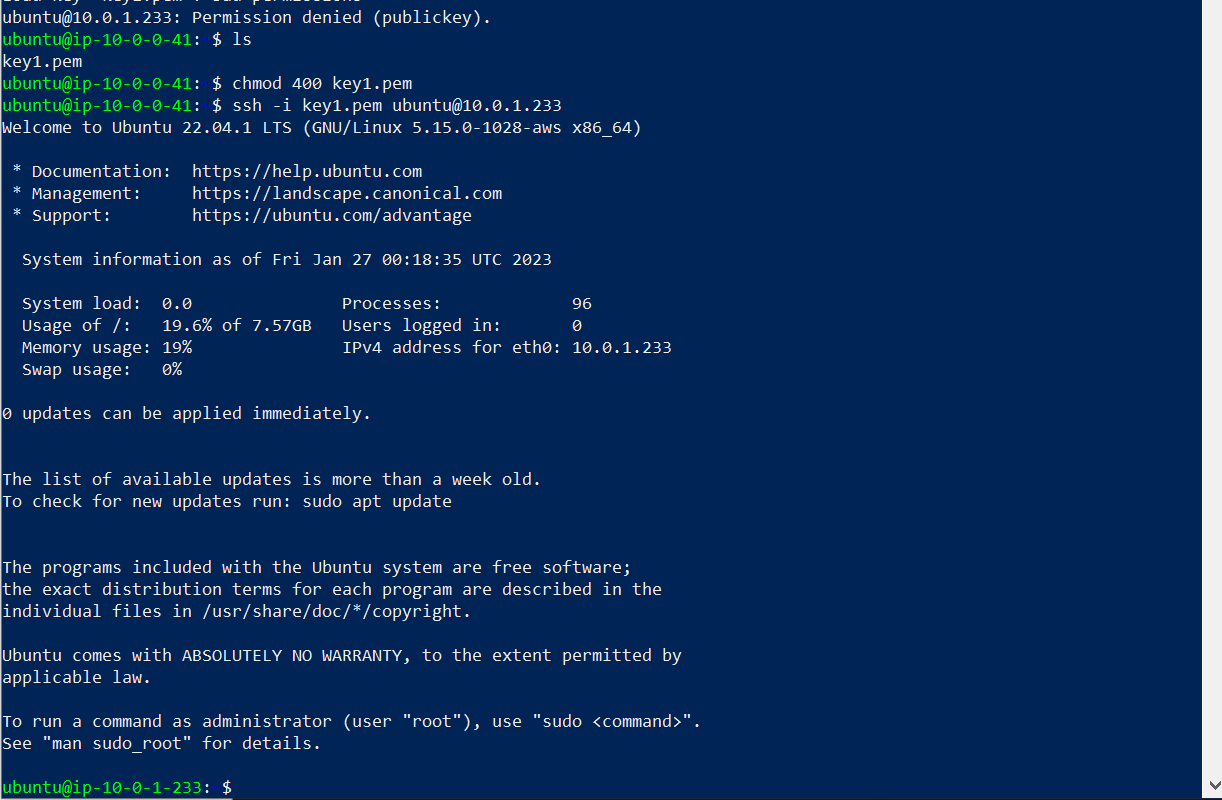 ubuntu@10.0.1.233: Permission denied (publickey).
ubuntu@ip-10-0-0-41:~$ ls
key1.pem
ubuntu@ip-10-0-0-41:~$ chmod 400 key1.pem
ubuntu@ip-10-0-0-41:~$ ssh -i key1.pem ubuntu@10.0.1.233
Welcome to Ubuntu 22.04.1 LTS (GNU/Linux 5.15.0-1028-aws x86_64)
* Documentation:  https://help.ubuntu.com
* Management:     https://landscape.canonical.com
* Support:        https://ubuntu.com/advantage
System information as of Fri Jan 27 00:18:35 UTC 2023
System load:  0.0               Processes:             96
Usage of /:   19.6% of 7.57GB   Users logged in:       0
Memory usage: 19%               IPv4 address for eth0: 10.0.1.233
Swap usage:   0%
0 updates can be applied immediately.
The list of available updates is more than a week old.
To check for new updates run: sudo apt update
The programs included with the Ubuntu system are free software;
the exact distribution terms for each program are described in the
individual files in /usr/share/doc/*/copyright.
Ubuntu comes with ABSOLUTELY NO WARRANTY, to the extent permitted by
applicable law.
To run a command as administrator (user "root"), use "sudo <command>".
See "man sudo_root" for details.
ubuntu@ip-10-0-1-233:~$